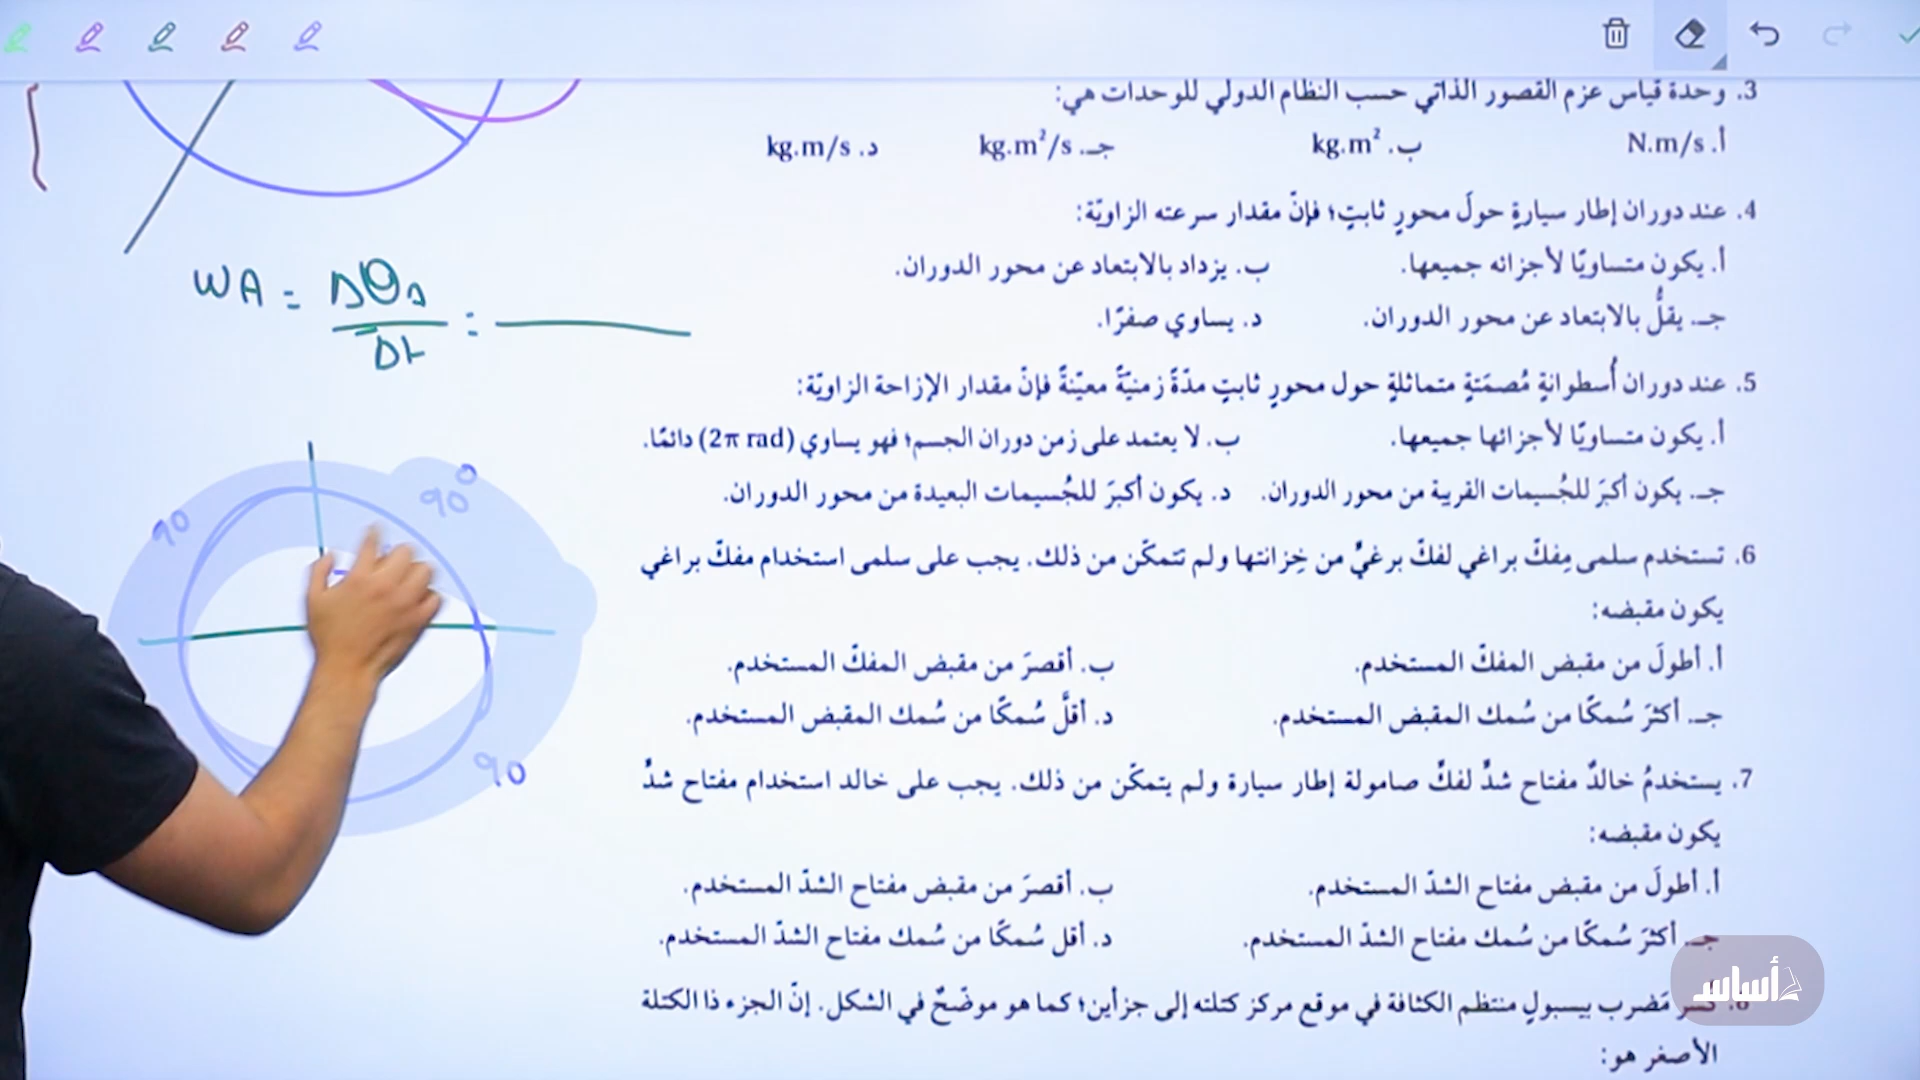 3. وحدة قياس عزم القصور الذاتي حسب النظام الدولي للوحدات هي:
أ. N.m/s ب. kg.m² جـ. kg.m²/s د. kg.m/s
4. عند دوران إطار سيارةٍ حولَ محورٍ ثابتٍ؛ فإنّ مقدار سرعته الزاويّة:
أ. يكون متساويًا لأجزائه جميعها. ب. يزداد بالابتعاد عن محور الدوران.
جـ. يقلُّ بالابتعاد عن محور الدوران. د. يساوي صفرًا.
5. عند دوران أُسطوانةٍ مُصمَتةٍ متماثلةٍ حول محورٍ ثابتٍ مدّةً زمنيّةً معيّنةً فإنّ مقدار الإزاحة الزاويّة:
أ. يكون متساويًا لأجزائها جميعها. ب. لا يعتمد على زمن دوران الجسم؛ فهو يساوي (2π rad) دائمًا.
جـ. يكون أكبرَ للجُسيمات القريبة من محور الدوران. د. يكون أكبرَ للجُسيمات البعيدة من محور الدوران.
6. تستخدم سلمى مِفكّ براغي لفكّ برغيٍّ من خِزانتها ولم تتمكّن من ذلك. يجب على سلمى استخدام مفكّ براغي
يكون مقبضه:
أ. أطولَ من مقبض المفكّ المستخدم. ب. أقصرَ من مقبض المفكّ المستخدم.
جـ. أكثرَ سُمكًا من سُمك المقبض المستخدم. د. أقلَّ سُمكًا من سُمك المقبض المستخدم.
7. يستخدمُ خالدٌ مفتاح شدٍّ لفكّ صامولة إطار سيارة ولم يتمكّن من ذلك. يجب على خالد استخدام مفتاح شدٍّ
يكون مقبضه:
أ. أطولَ من مقبض مفتاح الشدّ المستخدم. ب. أقصرَ من مقبض مفتاح الشدّ المستخدم.
جـ. أكثرَ سُمكًا من سُمك مفتاح الشدّ المستخدم. د. أقل سُمكًا من سُمك مفتاح الشدّ المستخدم.
8. كُسر مَضرب بيسبولٍ منتظم الكثافة في موقع مركز كتلته إلى جزأين؛ كما هو موضّحٌ في الشكل. إنّ الجزء ذا الكتلة
الأصغر هو:
WA = Δθ / Δt =
90°
90
90
أساس